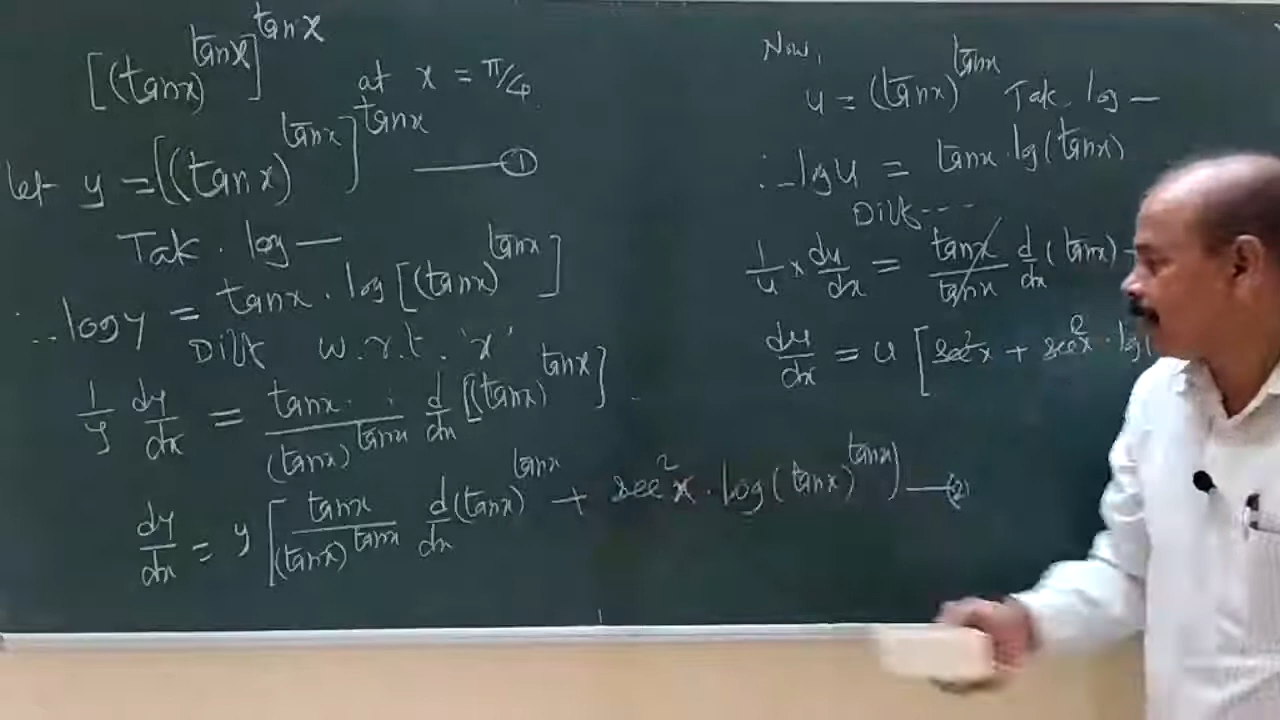 [(tanx)^tanx]^tanx at x = π/4
let y = [(tanx)^tanx]^tanx —— ①
Tak. log —
∴ logy = tanx . log[(tanx)^tanx]
Diff w.r.t. 'x'
1/y dy/dx = tanx/(tanx)^tanx d/dx [(tanx)^tanx]
dy/dx = y [tanx/(tanx)^tanx d/dx (tanx)^tanx + sec²x . log(tanx)^tanx) — (2)
Now,
u = (tanx)^tanx Tak. log —
∴ logu = tanx . log(tanx)
Diff ---
1/u × du/dx = tanx/tanx d/dx (tanx)
du/dx = u [sec²x + sec²x . log